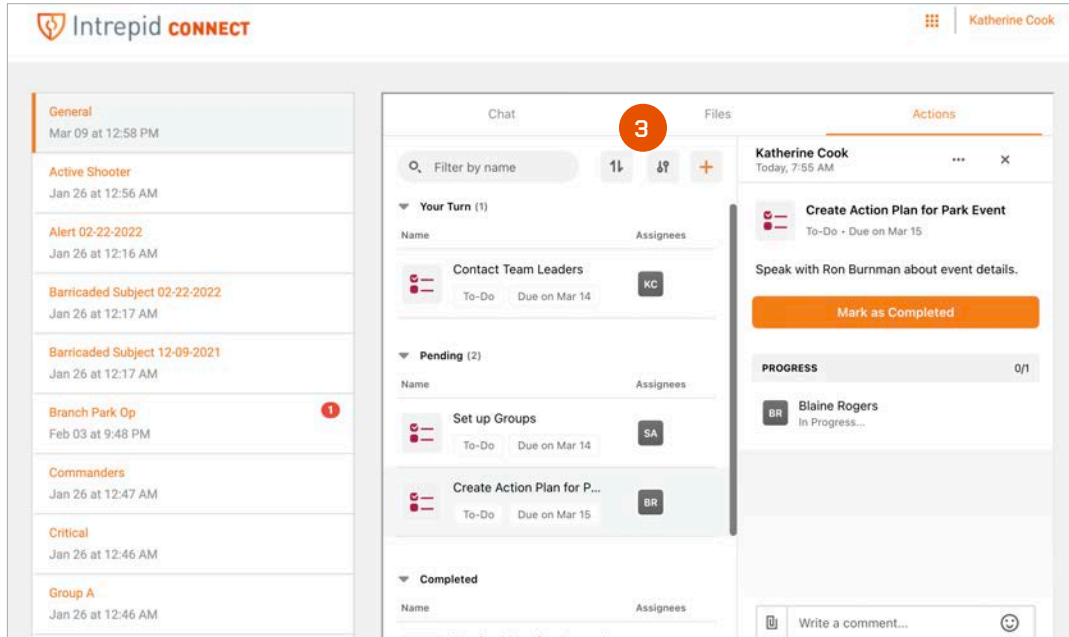 Intrepid CONNECT
Katherine Cook
General
Mar 09 at 12:58 PM
Active Shooter
Jan 26 at 12:56 AM
Alert 02-22-2022
Jan 26 at 12:16 AM
Barricaded Subject 02-22-2022
Jan 26 at 12:17 AM
Barricaded Subject 12-09-2021
Jan 26 at 12:17 AM
Branch Park Op
1
Feb 03 at 9:48 PM
Commanders
Jan 26 at 12:47 AM
Critical
Jan 26 at 12:46 AM
Group A
Jan 26 at 12:46 AM
Chat
Files
Actions
3
Filter by name
Your Turn (1)
Name Assignees
Contact Team Leaders
KC
To-Do Due on Mar 14
Pending (2)
Name Assignees
Set up Groups
SA
To-Do Due on Mar 14
Create Action Plan for P...
BR
To-Do Due on Mar 15
Completed
Name Assignees
Katherine Cook
Today, 7:55 AM
Create Action Plan for Park Event
To-Do • Due on Mar 15
Speak with Ron Burnman about event details.
Mark as Completed
PROGRESS 0/1
BR
Blaine Rogers
In Progress...
Write a comment...